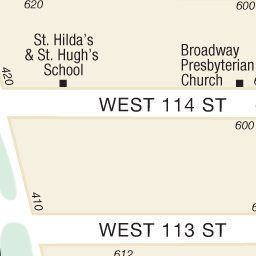 620
600
St. Hilda's
& St. Hugh's
School
Broadway
Presbyterian
Church
420
WEST 114 ST
600
410
WEST 113 ST
612